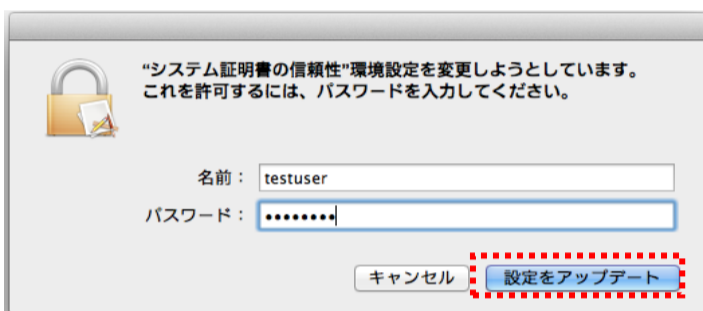 “システム証明書の信頼性”環境設定を変更しようとしています。
これを許可するには、パスワードを入力してください。
名前： testuser
パスワード： ••••••••
キャンセル 設定をアップデート